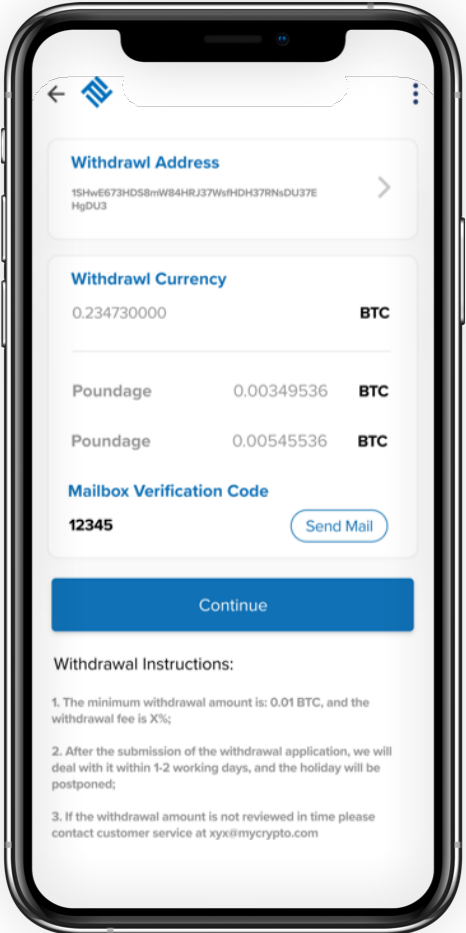 Withdrawl Address
1SHwE673HDS8mW84HRJ37WsfHDH37RNsDU37E
HgDU3
Withdrawl Currency
0.234730000 BTC
Poundage 0.00349536 BTC
Poundage 0.00545536 BTC
Mailbox Verification Code
12345 Send Mail
Continue
Withdrawal Instructions:
1. The minimum withdrawal amount is: 0.01 BTC, and the
withdrawal fee is X%;
2. After the submission of the withdrawal application, we will
deal with it within 1-2 working days, and the holiday will be
postponed;
3. If the withdrawal amount is not reviewed in time please
contact customer service at xyx@mycrypto.com